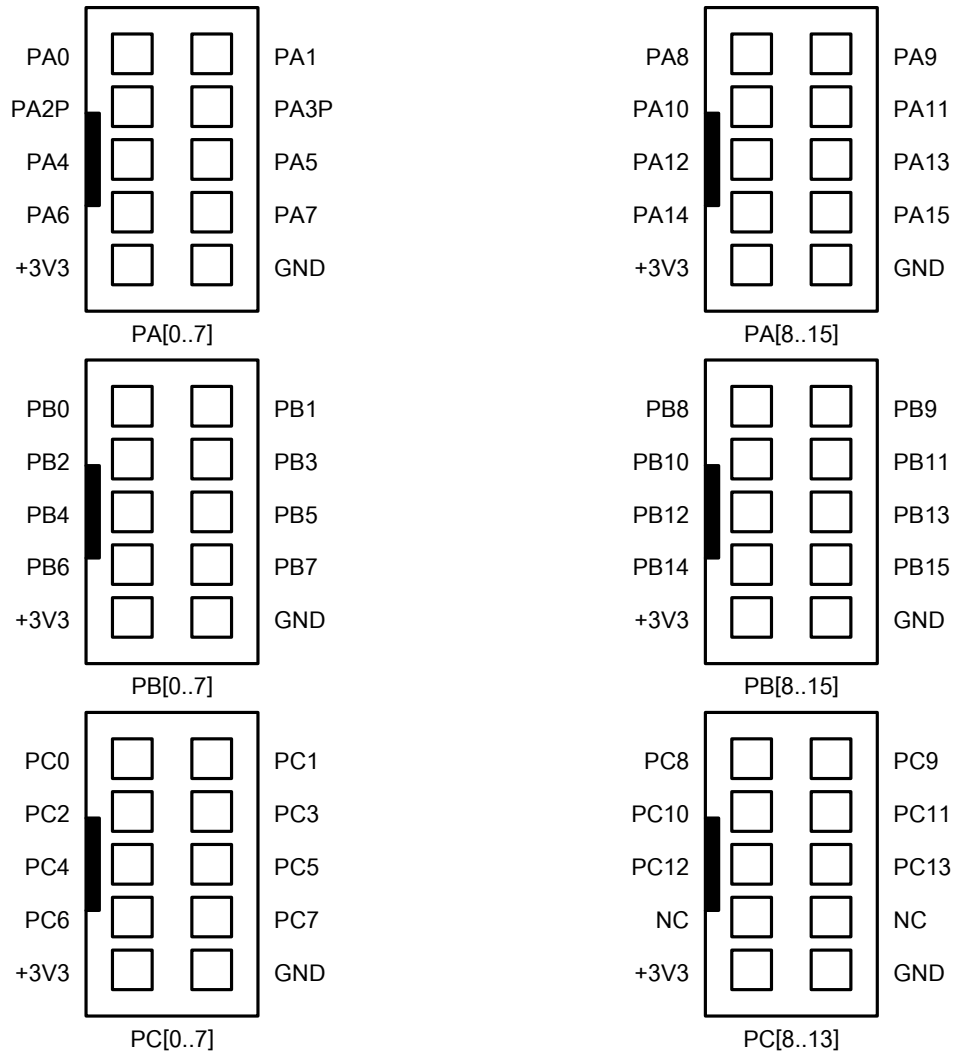 PA0 PA1 PA8 PA9
PA2P PA3P PA10 PA11
PA4 PA5 PA12 PA13
PA6 PA7 PA14 PA15
+3V3 GND +3V3 GND
PA[0..7] PA[8..15]
PB0 PB1 PB8 PB9
PB2 PB3 PB10 PB11
PB4 PB5 PB12 PB13
PB6 PB7 PB14 PB15
+3V3 GND +3V3 GND
PB[0..7] PB[8..15]
PC0 PC1 PC8 PC9
PC2 PC3 PC10 PC11
PC4 PC5 PC12 PC13
PC6 PC7 NC NC
+3V3 GND +3V3 GND
PC[0..7] PC[8..13]